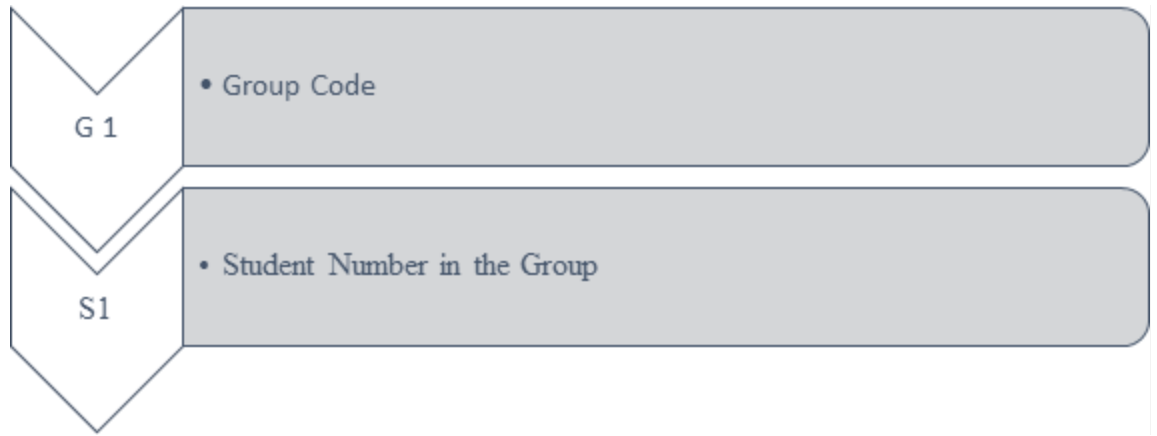 G 1
• Group Code
S1
• Student Number in the Group